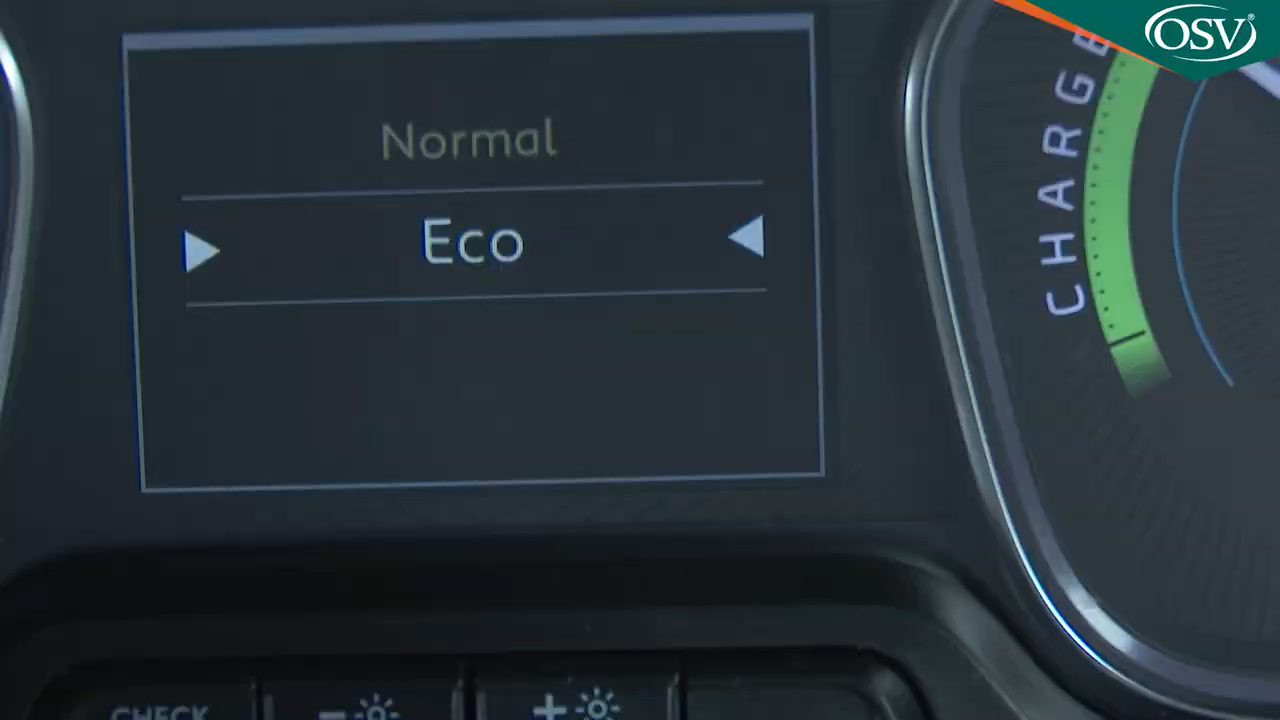 OSV
Normal
Eco
CHARGE
CHECK
-
+